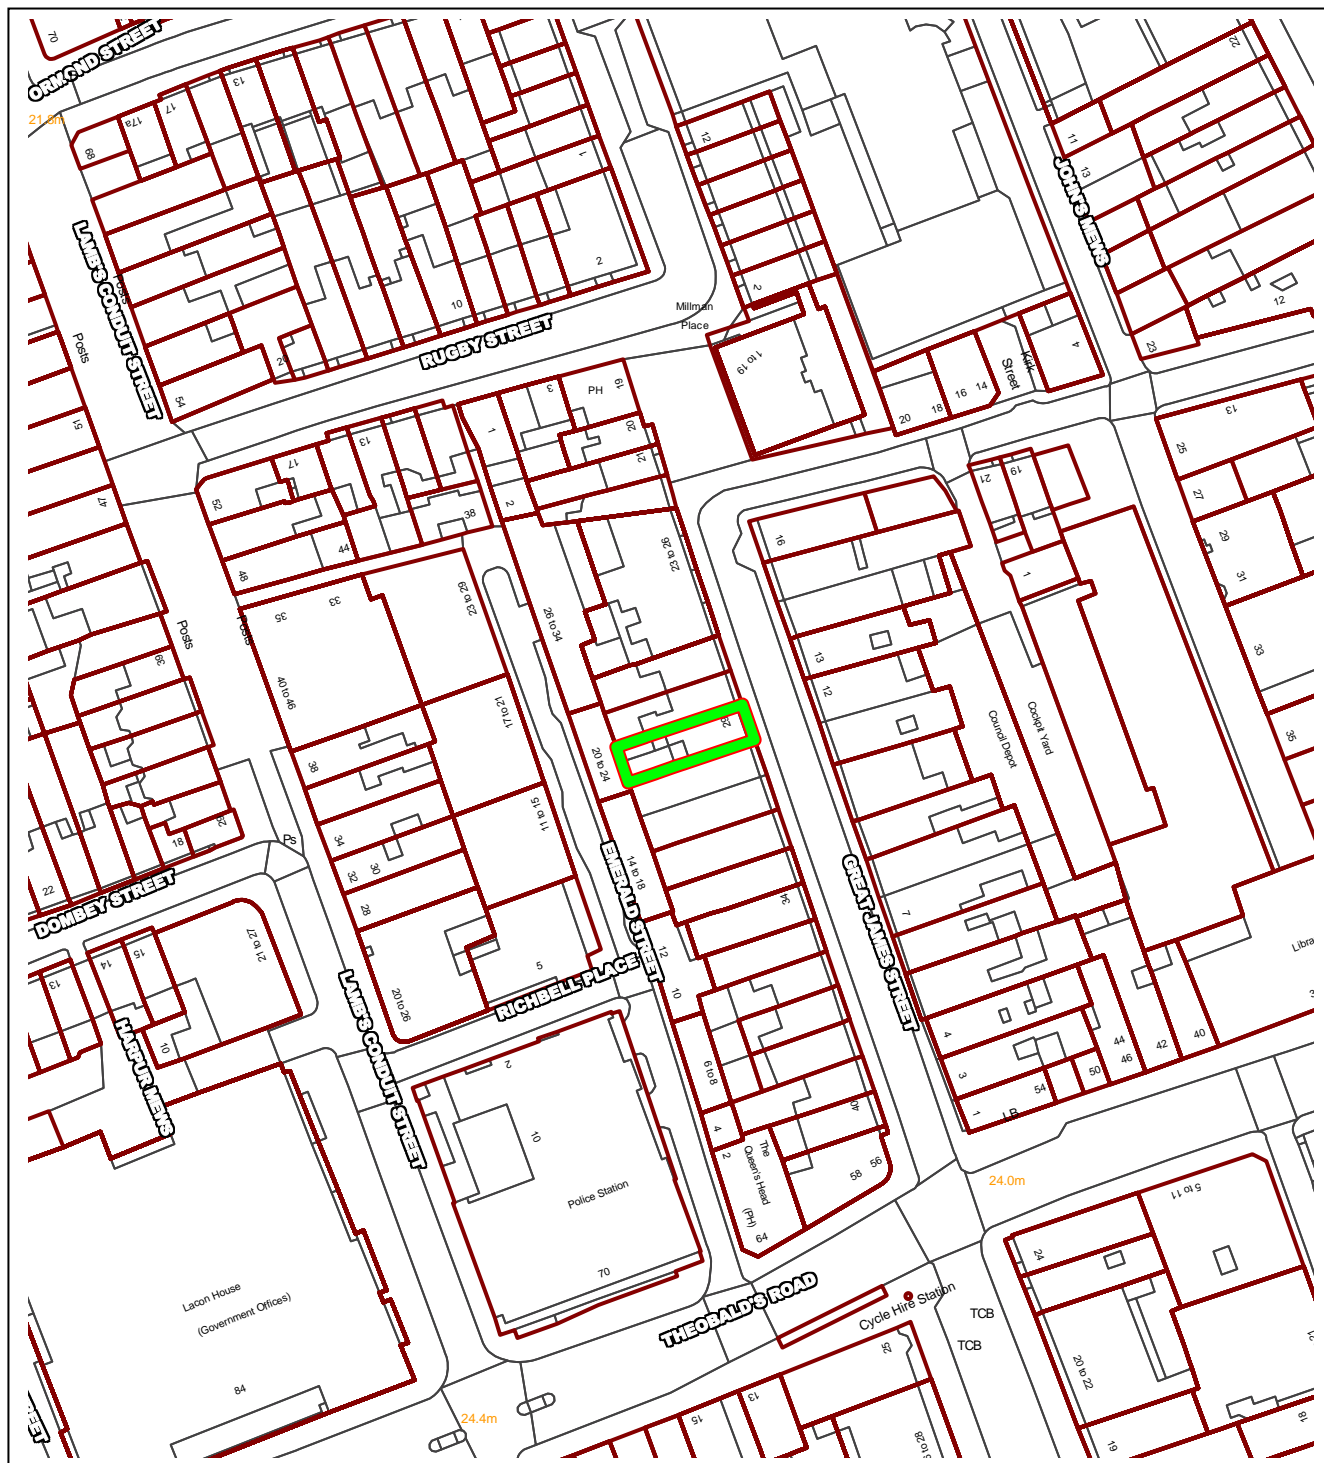 70
ORMOND STREET
21.8m
13
17
17a
68
1
2
10
12
2
22
11
13
JOHN'S MEWS
LAMB'S CONDUIT STREET
Posts
Posts
54
RUGBY STREET
Millman
Place
1 to 19
12
23
4
Kirk
Street
14
16
18
20
51
47
PH
19
3
20
21
1
2
13
17
52
38
44
48
13
25
27
29
31
33
35
19
21
1
16
23 to 26
23 to 29
26 to 34
33
35
Posts
Posts
39
40 to 46
17 to 21
13
12
Cockpit Yard
Council Depot
29
20 to 24
38
34
32
30
28
11 to 15
29
18
Ps
22
DOMBEY STREET
EMERALD STREET
14 to 18
GREAT JAMES STREET
34
7
12
10
13
14
15
21 to 27
LAMB'S CONDUIT STREET
5
RICHBELL PLACE
20 to 26
HARPUR MEWS
10
4
3
1
44
46
42
40
50
54
LB
6 to 8
4
2
40
2
10
Police Station
70
The
Queen's Head
(PH)
64
58
56
24.0m
5 to 11
24
Lacon House
(Government Offices)
84
THEOBALD'S ROAD
Cycle Hire Station
TCB
TCB
25
13
15
20 to 22
19
18
24.4m